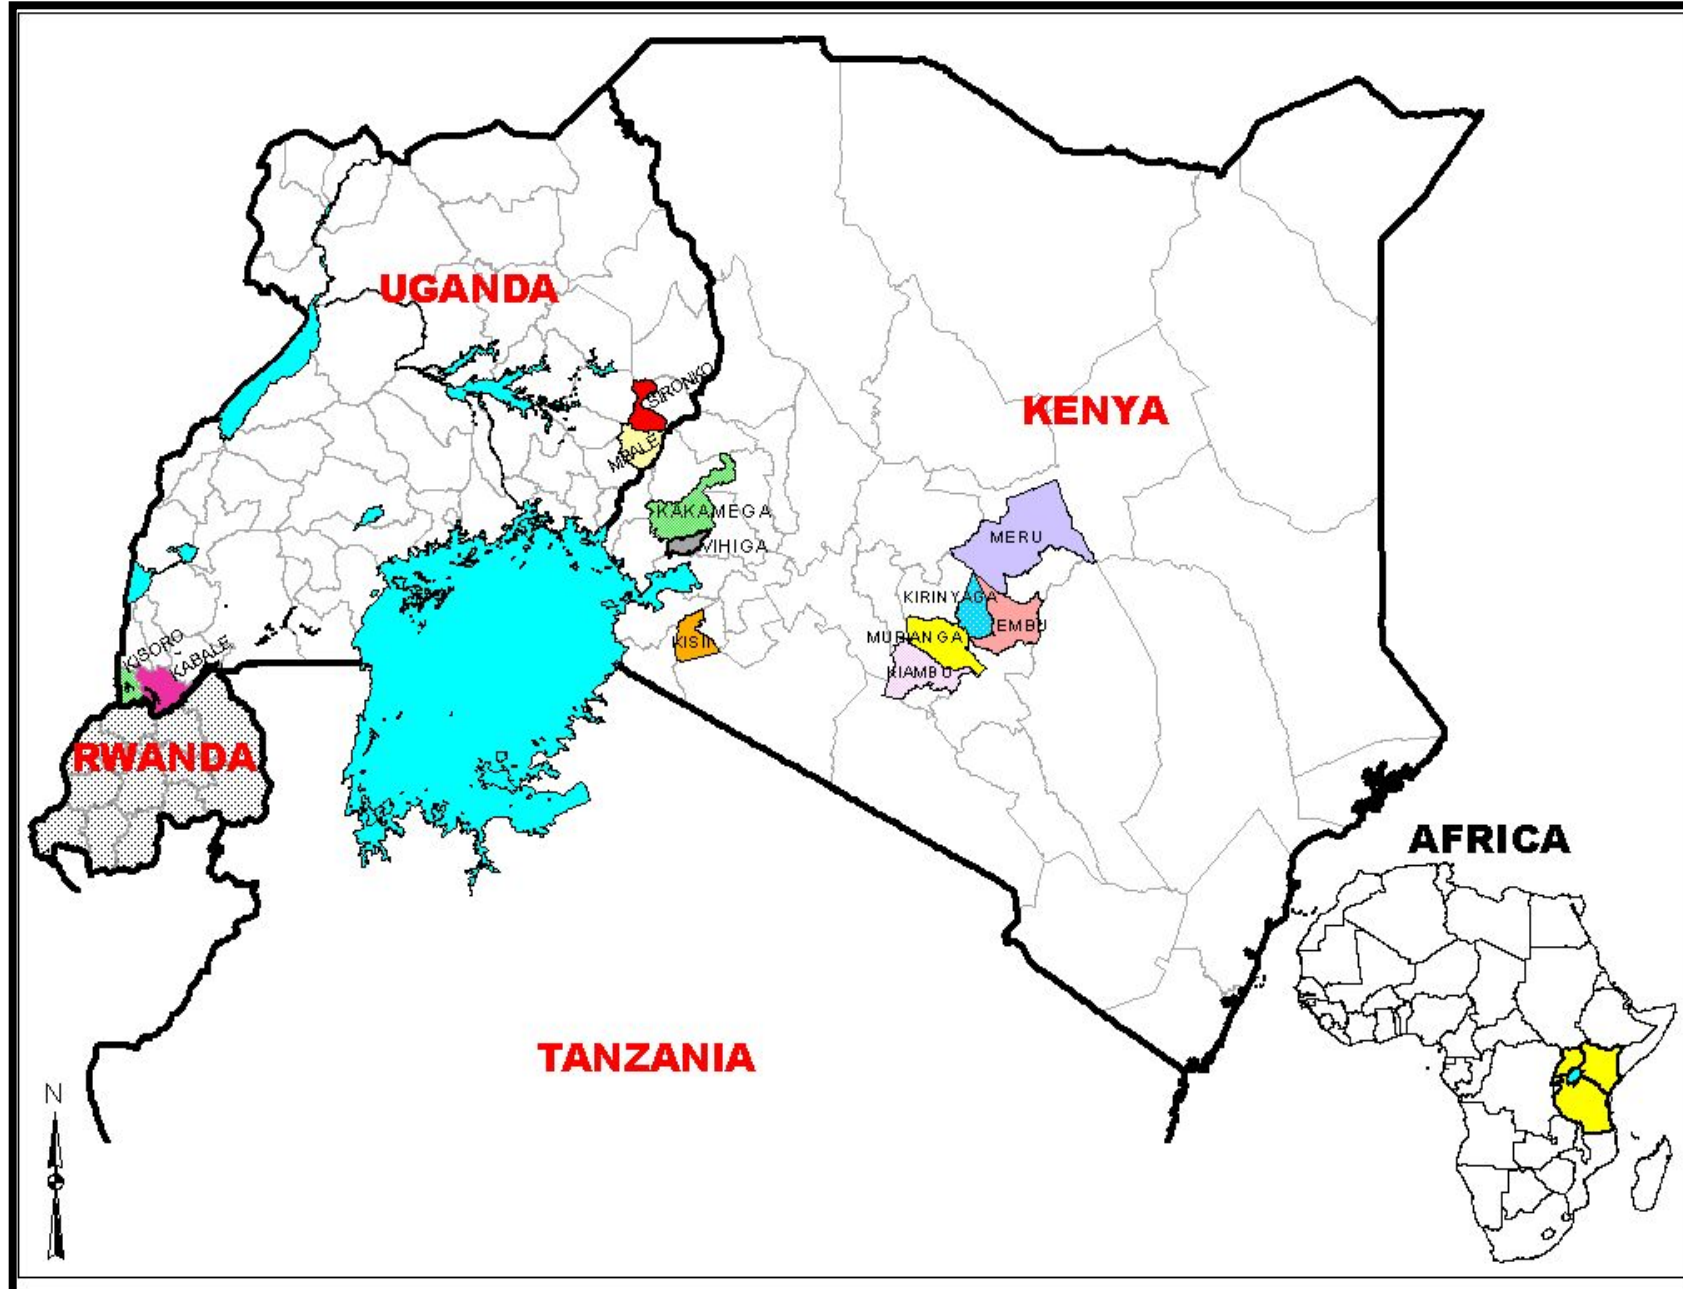 UGANDA
SIRONKO
KENYA
MBALE
KAKAMEGA
VIHIGA
MERU
KIRINYAGA
EMBU
MURANGA
KISII
KIAMBU
KISORO
KABALE
RWANDA
AFRICA
TANZANIA
N